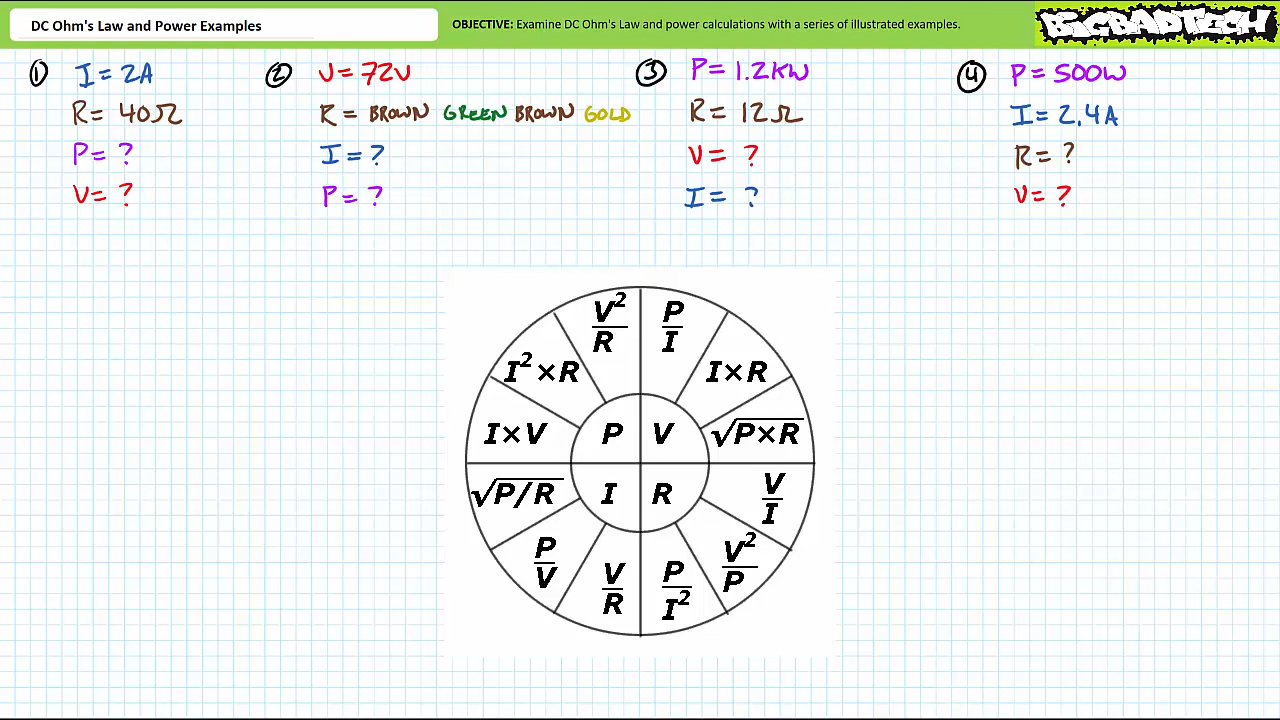 DC Ohm's Law and Power Examples
OBJECTIVE: Examine DC Ohm's Law and power calculations with a series of illustrated examples.
BIGBADTECH
① I = 2A
R = 40Ω
P = ?
V = ?
② V = 72V
R = BROWN GREEN BROWN GOLD
I = ?
P = ?
③ P = 1.2KW
R = 12Ω
V = ?
I = ?
④ P = 500W
I = 2.4A
R = ?
V = ?
V²/R
P/I
I²×R
I×R
I×V
P
V
√P×R
√P/R
I
R
V/I
P/V
V²/P
V/R
P/I²